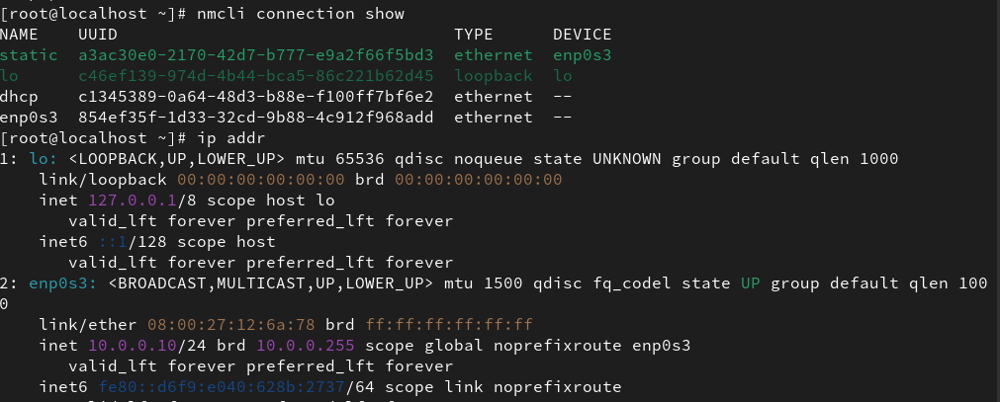 [root@localhost ~]# nmcli connection show
NAME    UUID                                  TYPE      DEVICE
static  a3ac30e0-2170-42d7-b777-e9a2f66f5bd3  ethernet  enp0s3
lo      c46ef139-974d-4b44-bca5-86c221b62d45  loopback  lo
dhcp    c1345389-0a64-48d3-b88e-f100ff7bf6e2  ethernet  --
enp0s3  854ef35f-1d33-32cd-9b88-4c912f968add  ethernet  --
[root@localhost ~]# ip addr
1: lo: <LOOPBACK,UP,LOWER_UP> mtu 65536 qdisc noqueue state UNKNOWN group default qlen 1000
    link/loopback 00:00:00:00:00:00 brd 00:00:00:00:00:00
    inet 127.0.0.1/8 scope host lo
       valid_lft forever preferred_lft forever
    inet6 ::1/128 scope host
       valid_lft forever preferred_lft forever
2: enp0s3: <BROADCAST,MULTICAST,UP,LOWER_UP> mtu 1500 qdisc fq_codel state UP group default qlen 100
0
    link/ether 08:00:27:12:6a:78 brd ff:ff:ff:ff:ff:ff
    inet 10.0.0.10/24 brd 10.0.0.255 scope global noprefixroute enp0s3
       valid_lft forever preferred_lft forever
    inet6 fe80::d6f9:e040:628b:2737/64 scope link noprefixroute